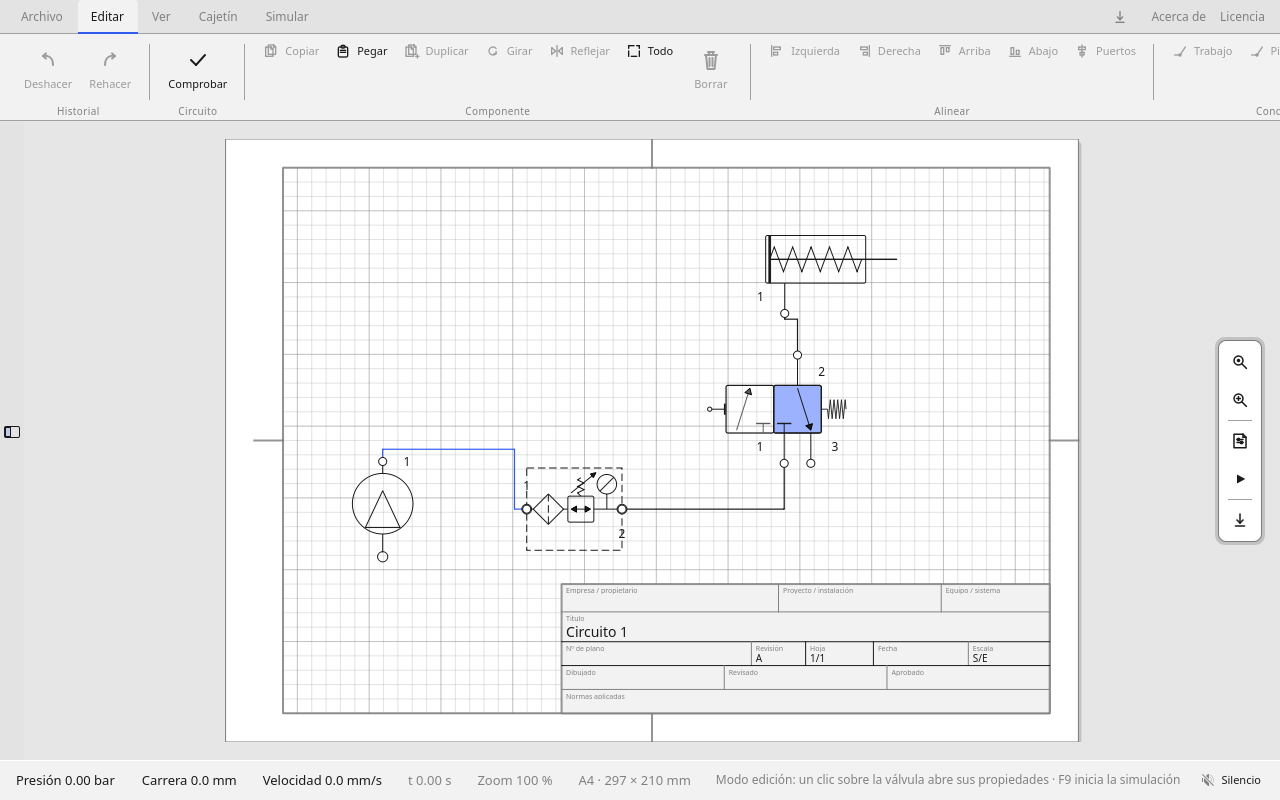 Archivo Editar Ver Cajetín Simular Acerca de Licencia
Copiar Pegar Duplicar Girar Reflejar Todo Izquierda Derecha Arriba Abajo Puertos Trabajo
Deshacer Rehacer Comprobar Borrar
Historial Circuito Componente Alinear
1
2
1 3
1
1
2
Empresa / propietario Proyecto / instalación Equipo / sistema
Título
Circuito 1
Nº de plano Revisión Hoja Fecha Escala
A 1/1 S/E
Dibujado Revisado Aprobado
Normas aplicadas
Presión 0.00 bar Carrera 0.0 mm Velocidad 0.0 mm/s t 0.00 s Zoom 100 % A4 · 297 × 210 mm Modo edición: un clic sobre la válvula abre sus propiedades · F9 inicia la simulación Silencio